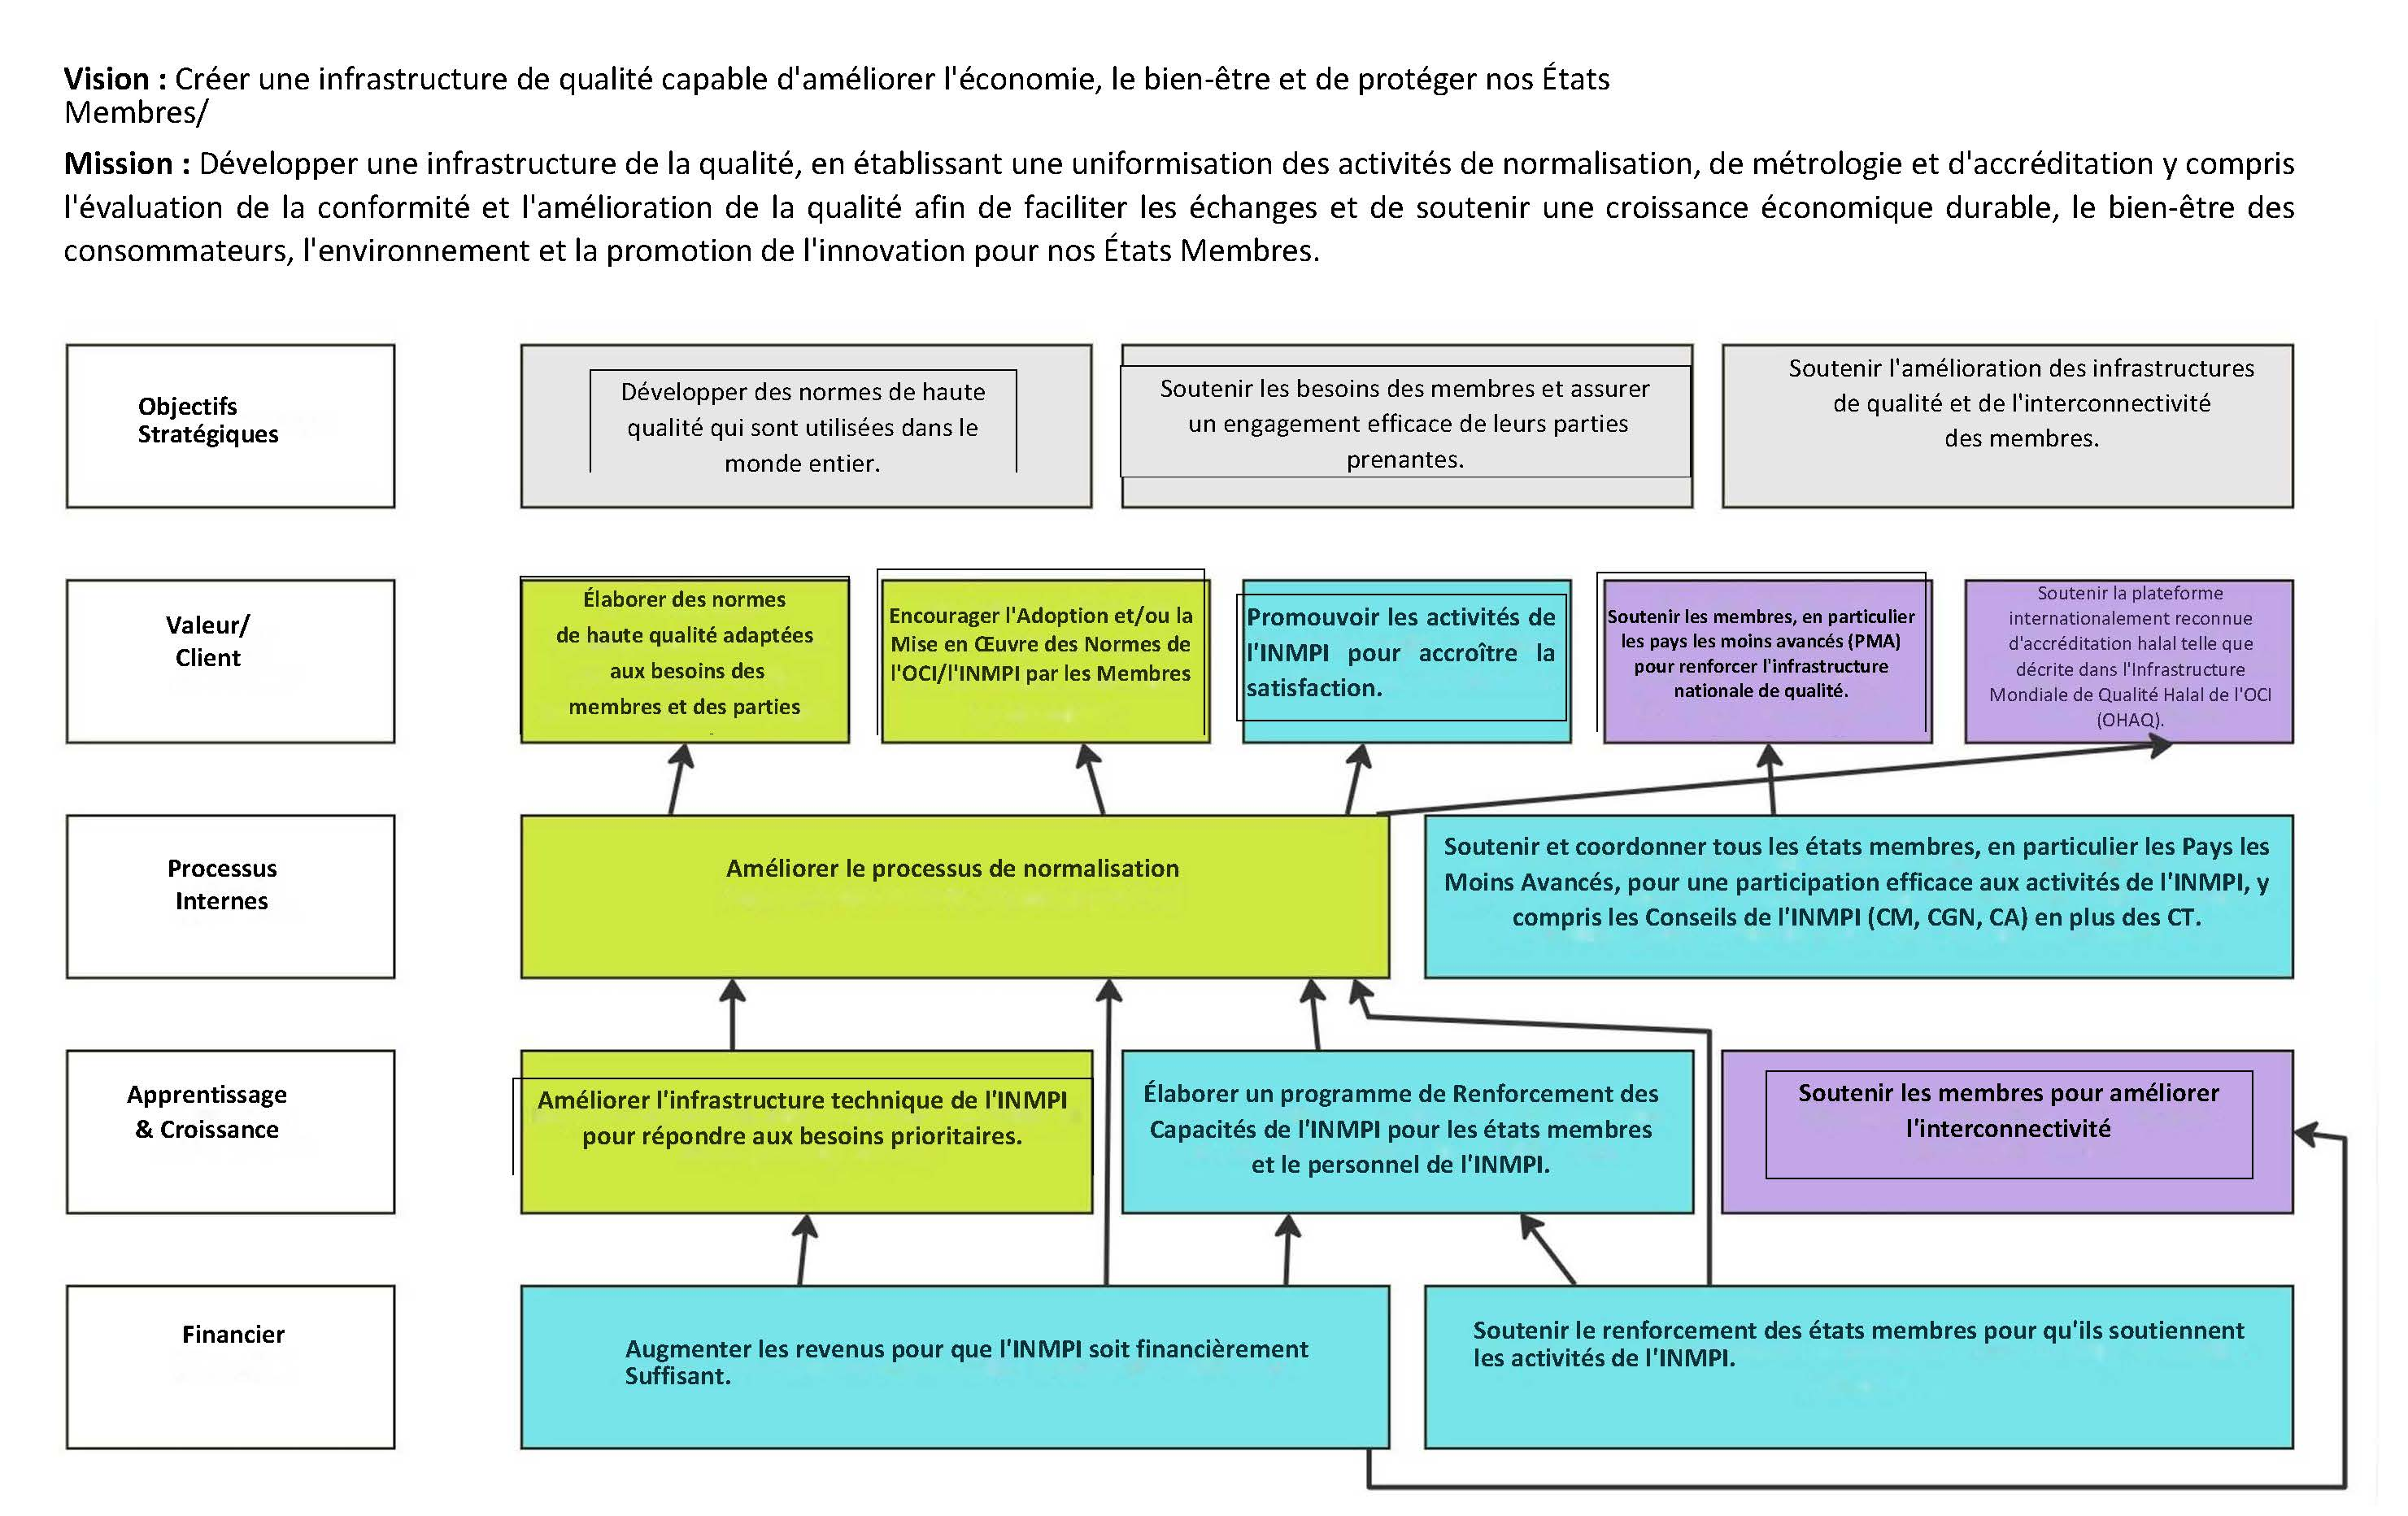 Vision : Créer une infrastructure de qualité capable d'améliorer l'économie, le bien-être et de protéger nos États
Membres/
Mission : Développer une infrastructure de la qualité, en établissant une uniformisation des activités de normalisation, de métrologie et d'accréditation y compris
l'évaluation de la conformité et l'amélioration de la qualité afin de faciliter les échanges et de soutenir une croissance économique durable, le bien-être des
consommateurs, l'environnement et la promotion de l'innovation pour nos États Membres.
Objectifs
Stratégiques
Développer des normes de haute
qualité qui sont utilisées dans le
monde entier.
Soutenir les besoins des membres et assurer
un engagement efficace de leurs parties
prenantes.
Soutenir l'amélioration des infrastructures
de qualité et de l'interconnectivité
des membres.
Valeur/
Client
Élaborer des normes
de haute qualité adaptées
aux besoins des
membres et des parties
Encourager l'Adoption et/ou la
Mise en Œuvre des Normes de
l'OCI/l'INMPI par les Membres
Promouvoir les activités de
l'INMPI pour accroître la
satisfaction.
Soutenir les membres, en particulier
les pays les moins avancés (PMA)
pour renforcer l'infrastructure
nationale de qualité.
Soutenir la plateforme
internationalement reconnue
d'accréditation halal telle que
décrite dans l'Infrastructure
Mondiale de Qualité Halal de l'OCI
(OHAQ).
Processus
Internes
Améliorer le processus de normalisation
Soutenir et coordonner tous les états membres, en particulier les Pays les
Moins Avancés, pour une participation efficace aux activités de l'INMPI, y
compris les Conseils de l'INMPI (CM, CGN, CA) en plus des CT.
Apprentissage
& Croissance
Améliorer l'infrastructure technique de l'INMPI
pour répondre aux besoins prioritaires.
Élaborer un programme de Renforcement des
Capacités de l'INMPI pour les états membres
et le personnel de l'INMPI.
Soutenir les membres pour améliorer
l'interconnectivité
Financier
Augmenter les revenus pour que l'INMPI soit financièrement
Suffisant.
Soutenir le renforcement des états membres pour qu'ils soutiennent
les activités de l'INMPI.